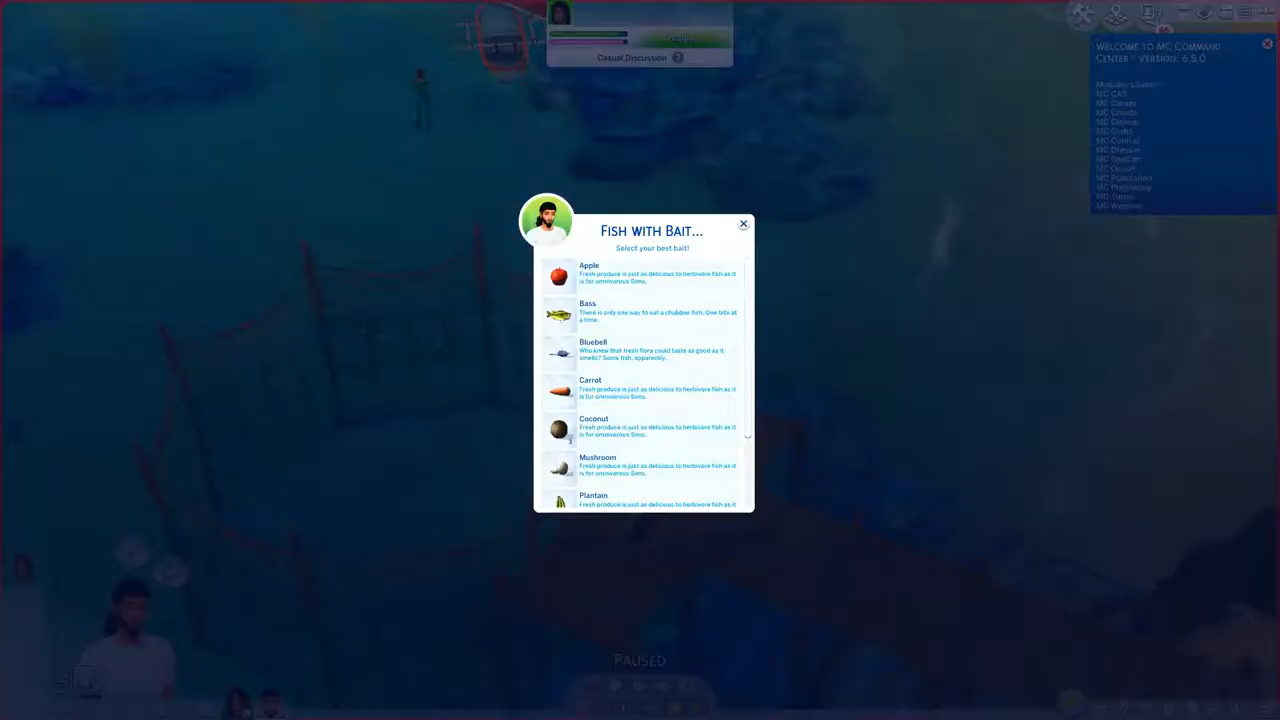 Casual Discussion ?
WELCOME TO MC COMMAND
CENTER - VERSION: 6.5.0
MC CAS
MC Career
MC Cheats
MC Cleaner
MC Clubs
MC Control
MC Dresser
MC Population
MC Pregnancy
FISH WITH BAIT...
Select your best bait!
Apple
Fresh produce is just as delicious to herbivore fish as it
is for omnivorous Sims.
Bass
There is only one way to eat a chubbier fish. One bite at
a time.
Bluebell
Who knew that fresh flora could taste as good as it
smells? Some fish, apparently.
Carrot
Fresh produce is just as delicious to herbivore fish as it
is for omnivorous Sims.
Coconut
Fresh produce is just as delicious to herbivore fish as it
is for omnivorous Sims.
3
Mushroom
Fresh produce is just as delicious to herbivore fish as it
is for omnivorous Sims.
Plantain
Fresh produce is just as delicious to herbivore fish as it
PAUSED